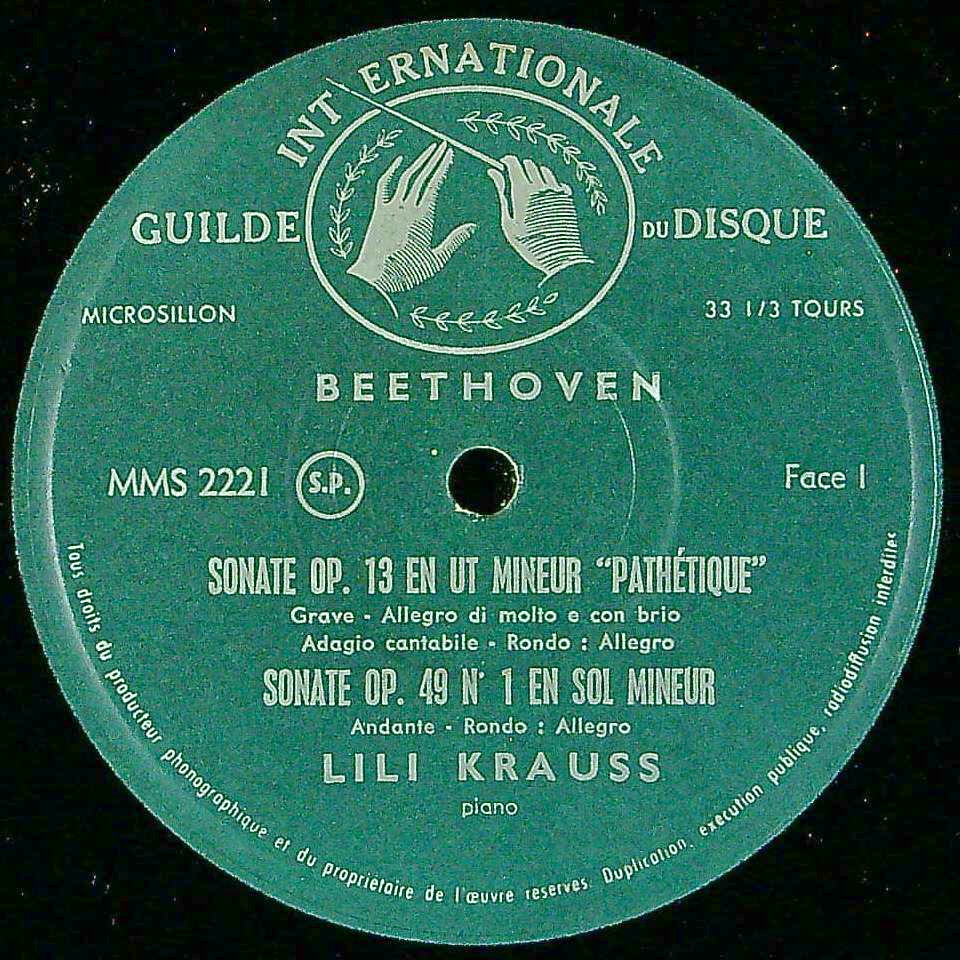 INTERNATIONALE
GUILDE DU DISQUE
MICROSILLON
33 1/3 TOURS
BEETHOVEN
MMS 2221
S.P.
Face 1
SONATE OP. 13 EN UT MINEUR “PATHÉTIQUE”
Grave - Allegro di molto e con brio
Adagio cantabile - Rondo : Allegro
SONATE OP. 49 N° 1 EN SOL MINEUR
Andante - Rondo : Allegro
LILI KRAUSS
piano
Tous droits du producteur phonographique et du propriétaire de l'œuvre reserves. Duplication, execution publique, radiodiffusion interdites